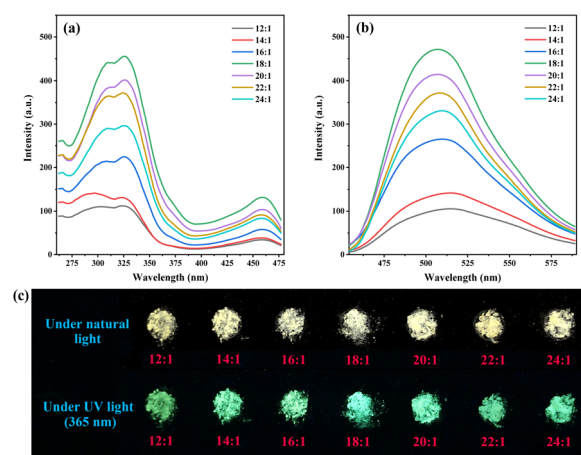 (a)
12:1
14:1
16:1
18:1
20:1
22:1
24:1
Intensity (a.u.)
500
400
300
200
100
0
275 300 325 350 375 400 425 450 475
Wavelength (nm)
(b)
12:1
14:1
16:1
18:1
20:1
22:1
24:1
Intensity (a.u.)
500
400
300
200
100
0
475 500 525 550 575
Wavelength (nm)
(c)
Under natural
light
12:1 14:1 16:1 18:1 20:1 22:1 24:1
Under UV light
(365 nm)
12:1 14:1 16:1 18:1 20:1 22:1 24:1